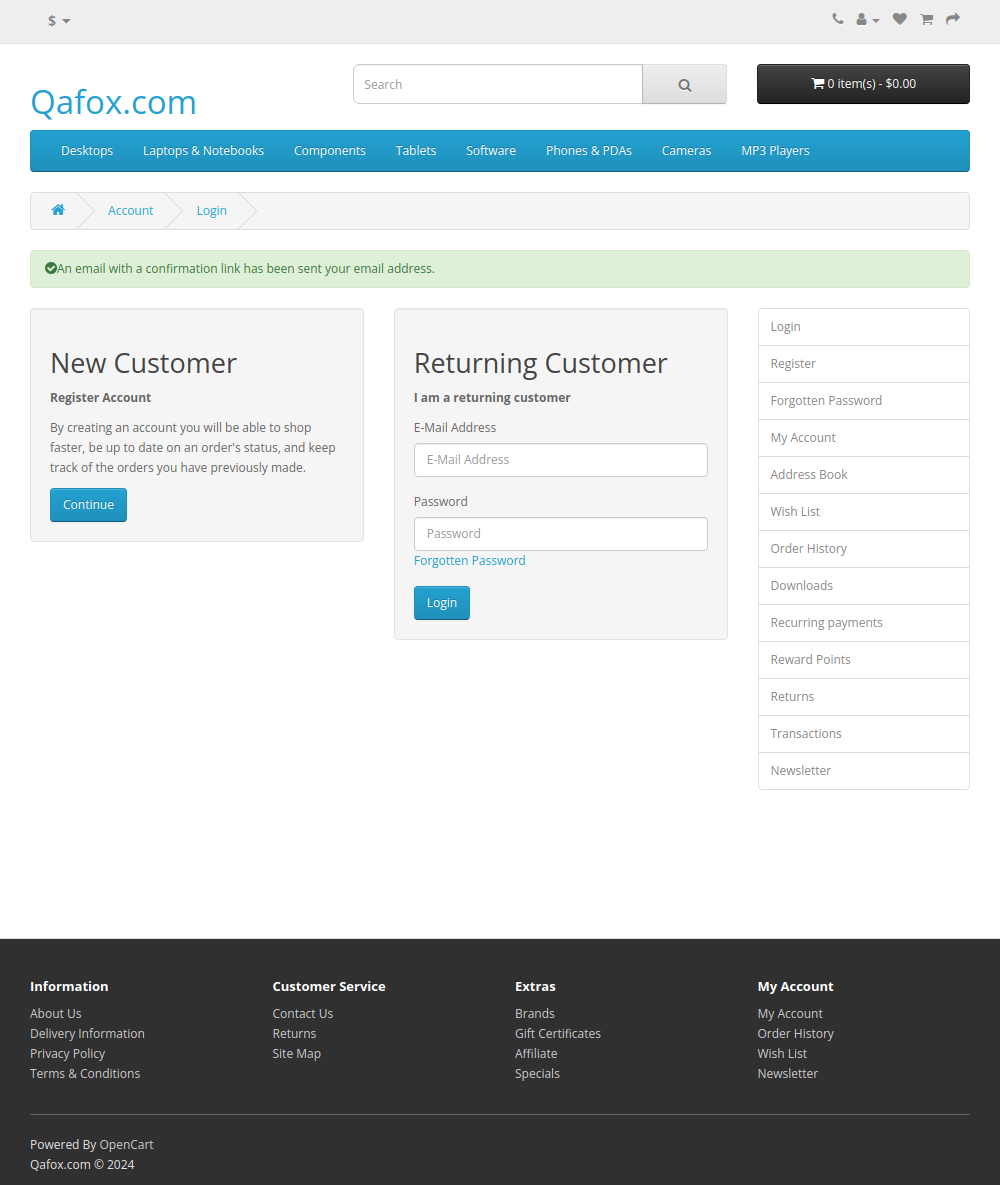 $
Qafox.com
Search
0 item(s) - $0.00
Desktops
Laptops & Notebooks
Components
Tablets
Software
Phones & PDAs
Cameras
MP3 Players
Account
Login
An email with a confirmation link has been sent your email address.
New Customer
Register Account
By creating an account you will be able to shop
faster, be up to date on an order's status, and keep
track of the orders you have previously made.
Continue
Returning Customer
I am a returning customer
E-Mail Address
E-Mail Address
Password
Password
Forgotten Password
Login
Login
Register
Forgotten Password
My Account
Address Book
Wish List
Order History
Downloads
Recurring payments
Reward Points
Returns
Transactions
Newsletter
Information
About Us
Delivery Information
Privacy Policy
Terms & Conditions
Customer Service
Contact Us
Returns
Site Map
Extras
Brands
Gift Certificates
Affiliate
Specials
My Account
My Account
Order History
Wish List
Newsletter
Powered By OpenCart
Qafox.com © 2024